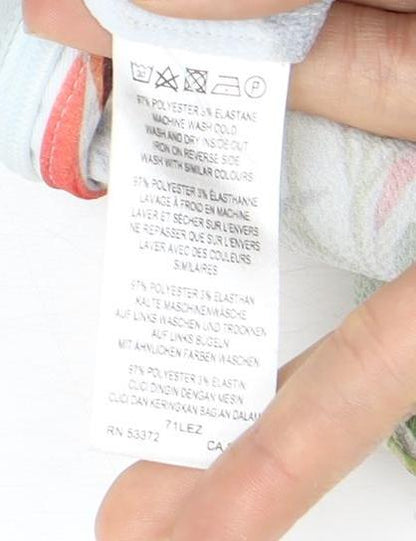 P
97% POLYESTER 3% ELASTANE
MACHINE WASH COLD
WASH AND DRY INSIDE OUT
IRON ON REVERSE SIDE
WASH WITH SIMILAR COLOURS
97% POLYESTER 3% ÉLASTHANNE
LAVAGE À FROID EN MACHINE
LAVER ET SÉCHER SUR L'ENVERS
NE REPASSER QUE SUR L'ENVERS
LAVER AVEC DES COULEURS
SIMILAIRES
97% POLYESTER 3% ELASTHAN
KALTE MASCHINENWÄSCHE
AUF LINKS WASCHEN UND TROCKNEN
AUF LINKS BÜGELN
MIT ÄHNLICHEN FARBEN WASCHEN
97% POLYESTER 3% ELASTIN
CUCI DINGIN DENGAN MESIN
CUCI DAN KERINGKAN BAGIAN DALAM
71LEZ
RN 53372
CA